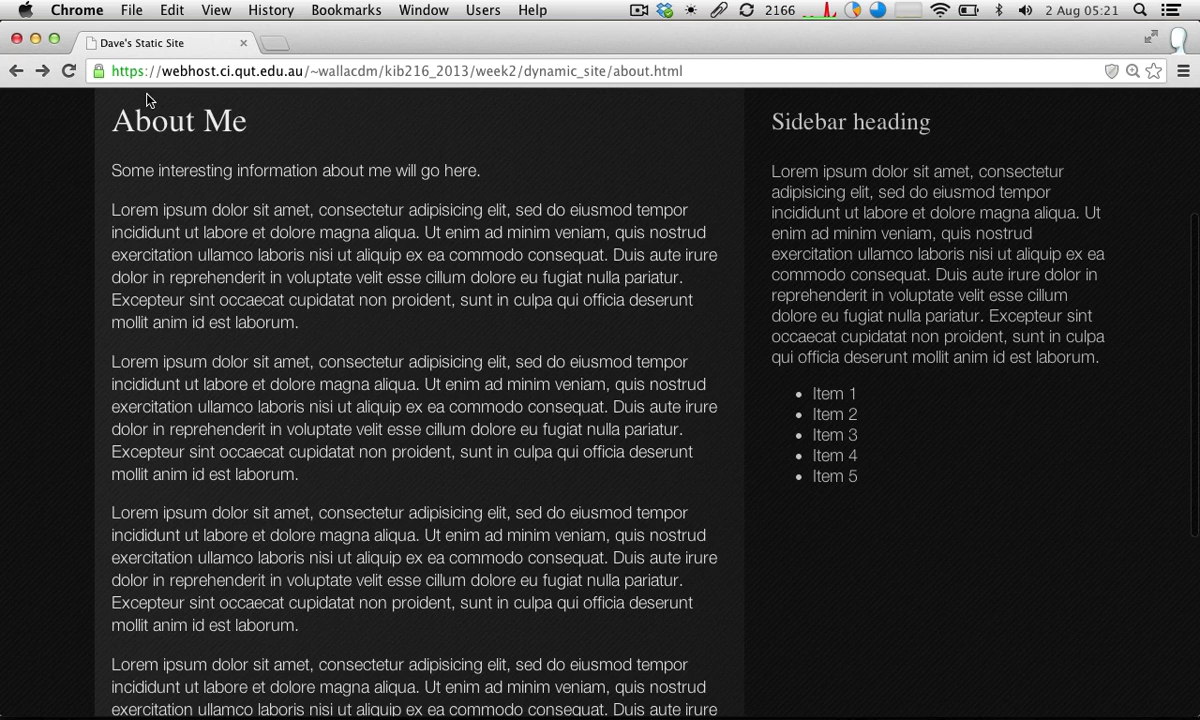 Chrome File Edit View History Bookmarks Window Users Help 2166 2 Aug 05:21
Dave's Static Site
https://webhost.ci.qut.edu.au/~wallacdm/kib216_2013/week2/dynamic_site/about.html
About Me
Some interesting information about me will go here.
Lorem ipsum dolor sit amet, consectetur adipisicing elit, sed do eiusmod tempor
incididunt ut labore et dolore magna aliqua. Ut enim ad minim veniam, quis nostrud
exercitation ullamco laboris nisi ut aliquip ex ea commodo consequat. Duis aute irure
dolor in reprehenderit in voluptate velit esse cillum dolore eu fugiat nulla pariatur.
Excepteur sint occaecat cupidatat non proident, sunt in culpa qui officia deserunt
mollit anim id est laborum.
Lorem ipsum dolor sit amet, consectetur adipisicing elit, sed do eiusmod tempor
incididunt ut labore et dolore magna aliqua. Ut enim ad minim veniam, quis nostrud
exercitation ullamco laboris nisi ut aliquip ex ea commodo consequat. Duis aute irure
dolor in reprehenderit in voluptate velit esse cillum dolore eu fugiat nulla pariatur.
Excepteur sint occaecat cupidatat non proident, sunt in culpa qui officia deserunt
mollit anim id est laborum.
Lorem ipsum dolor sit amet, consectetur adipisicing elit, sed do eiusmod tempor
incididunt ut labore et dolore magna aliqua. Ut enim ad minim veniam, quis nostrud
exercitation ullamco laboris nisi ut aliquip ex ea commodo consequat. Duis aute irure
dolor in reprehenderit in voluptate velit esse cillum dolore eu fugiat nulla pariatur.
Excepteur sint occaecat cupidatat non proident, sunt in culpa qui officia deserunt
mollit anim id est laborum.
Lorem ipsum dolor sit amet, consectetur adipisicing elit, sed do eiusmod tempor
incididunt ut labore et dolore magna aliqua. Ut enim ad minim veniam, quis nostrud
exercitation ullamco laboris nisi ut aliquip ex ea commodo consequat. Duis aute irure
Sidebar heading
Lorem ipsum dolor sit amet, consectetur
adipisicing elit, sed do eiusmod tempor
incididunt ut labore et dolore magna aliqua. Ut
enim ad minim veniam, quis nostrud
exercitation ullamco laboris nisi ut aliquip ex ea
commodo consequat. Duis aute irure dolor in
reprehenderit in voluptate velit esse cillum
dolore eu fugiat nulla pariatur. Excepteur sint
occaecat cupidatat non proident, sunt in culpa
qui officia deserunt mollit anim id est laborum.
Item 1
Item 2
Item 3
Item 4
Item 5